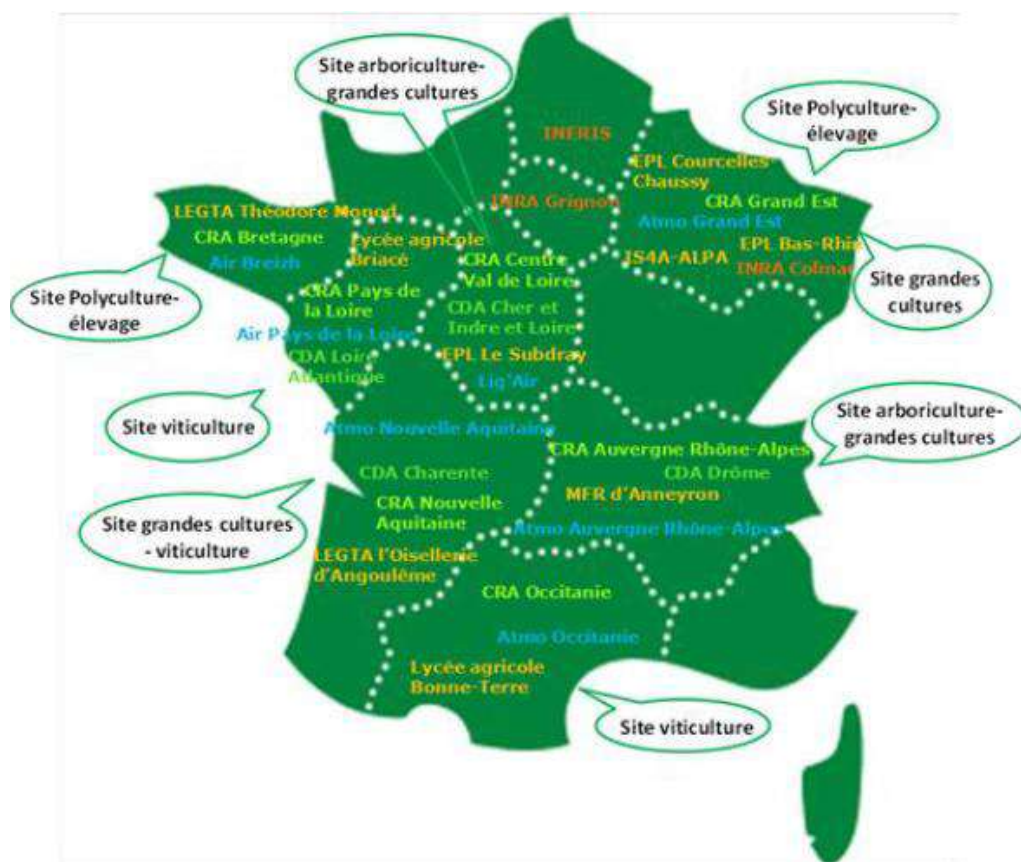 Site arboriculture-
grandes cultures
Site Polyculture-
élevage
INERIS
EPL Courcelles-
Chaussy
INRA Grignon
CRA Grand Est
Atmo Grand Est
LEGTA Théodore Monod
CRA Bretagne
Air Breizh
Lycée agricole
Briacé
CRA Centre
Val de Loire
IS4A-ALPA
EPL Bas-Rhin
INRA Colmar
Site grandes
cultures
Site Polyculture-
élevage
CRA Pays de
la Loire
CDA Cher et
Indre et Loire
Air Pays de la Loire
CDA Loire
Atlantique
EPL Le Subdray
Lig'Air
Site viticulture
Atmo Nouvelle Aquitaine
Site arboriculture-
grandes cultures
CRA Auvergne Rhône-Alpes
CDA Drôme
CDA Charente
MFR d'Anneyron
CRA Nouvelle
Aquitaine
Atmo Auvergne Rhône-Alpes
Site grandes cultures
- viticulture
LEGTA l'Oisellerie
d'Angoulême
CRA Occitanie
Atmo Occitanie
Lycée agricole
Bonne-Terre
Site viticulture